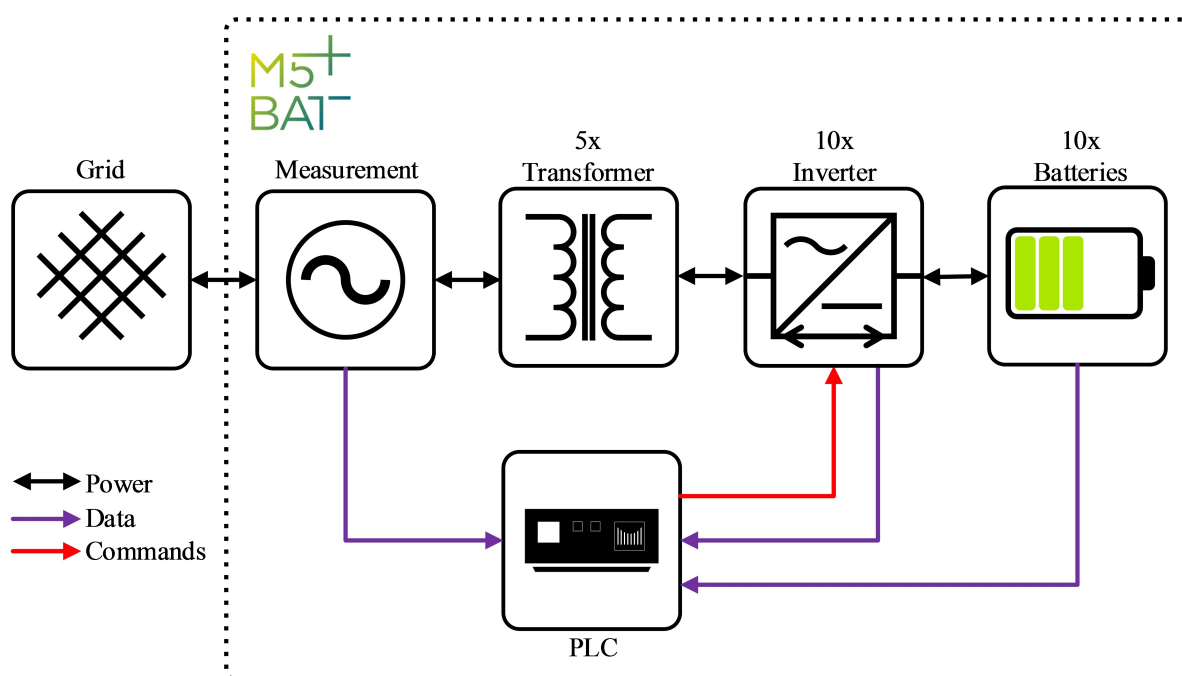 M5
BAT
5x
10x
10x
Grid
Measurement
Transformer
Inverter
Batteries
Power
Data
Commands
PLC